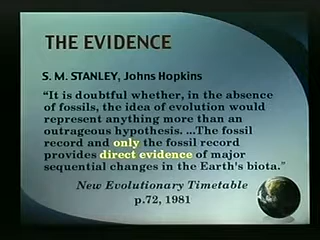 THE EVIDENCE
S. M. STANLEY, Johns Hopkins
“It is doubtful whether, in the absence
of fossils, the idea of evolution would
represent anything more than an
outrageous hypothesis. ...The fossil
record and only the fossil record
provides direct evidence of major
sequential changes in the Earth's biota.”
New Evolutionary Timetable
p.72, 1981